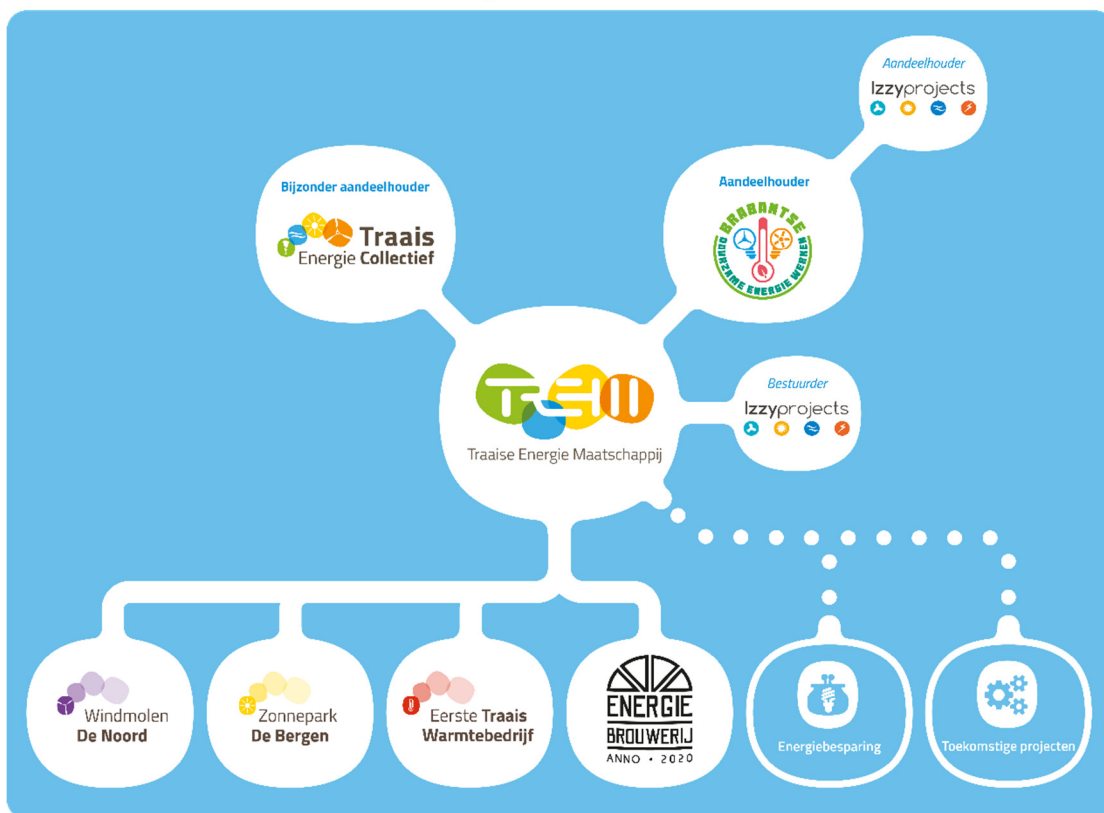 Aandeelhouder
Izzyprojects
Bijzonder aandeelhouder
Traais
Energie Collectief
Aandeelhouder
BRABANTSE
DUURZAME ENERGIE WERKEN
TEM
Traaise Energie Maatschappij
Bestuurder
Izzyprojects
Windmolen
De Noord
Zonnepark
De Bergen
Eerste Traais
Warmtebedrijf
ENERGIE
BROUWERIJ
ANNO • 2020
Energiebesparing
Toekomstige projecten